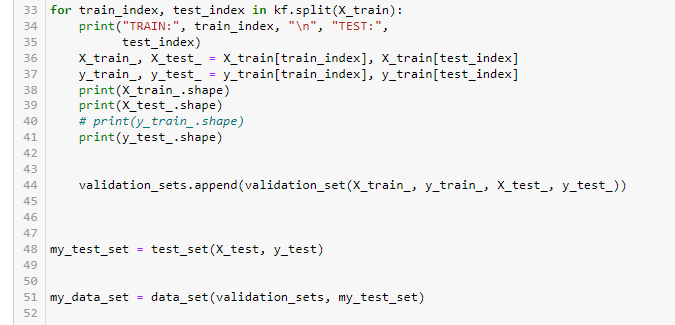 33 for train_index, test_index in kf.split(X_train):
34     print("TRAIN:", train_index, "\n", "TEST:",
35           test_index)
36     X_train_, X_test_ = X_train[train_index], X_train[test_index]
37     y_train_, y_test_ = y_train[train_index], y_train[test_index]
38     print(X_train_.shape)
39     print(X_test_.shape)
40     # print(y_train_.shape)
41     print(y_test_.shape)
42
43
44     validation_sets.append(validation_set(X_train_, y_train_, X_test_, y_test_))
45
46
47
48 my_test_set = test_set(X_test, y_test)
49
50
51 my_data_set = data_set(validation_sets, my_test_set)
52